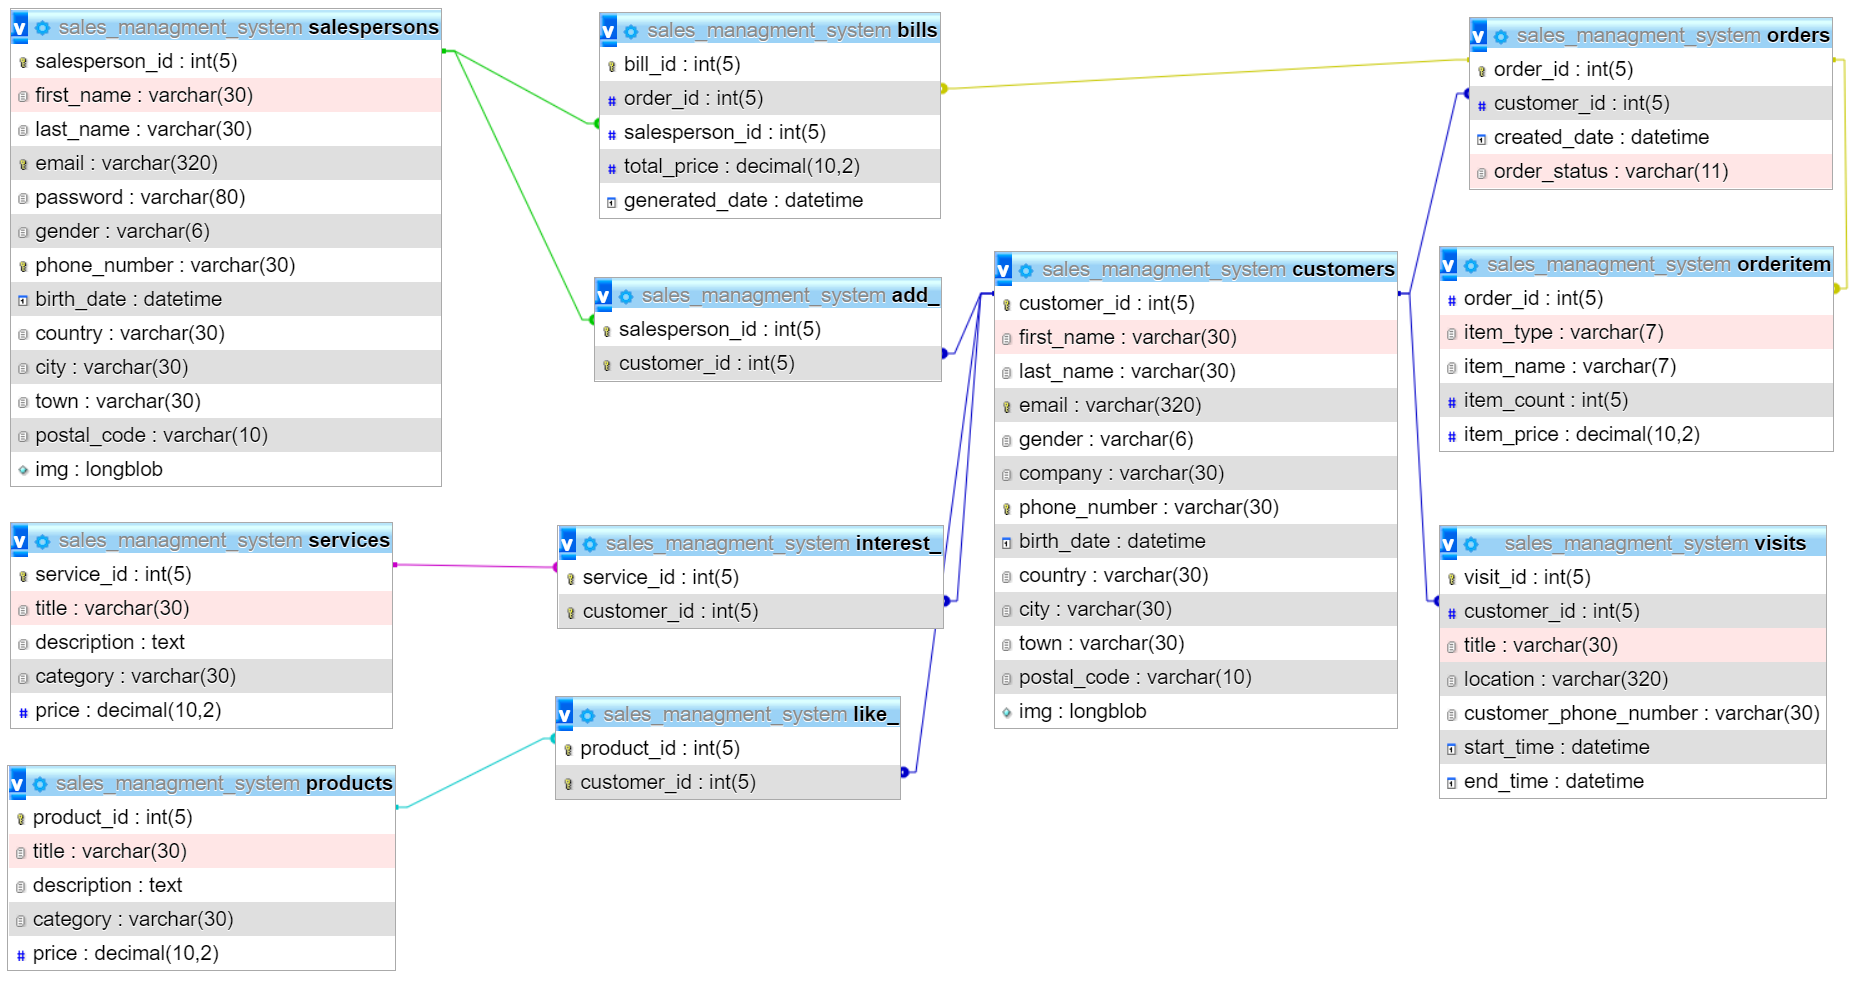 sales_managment_system salespersons
salesperson_id : int(5)
first_name : varchar(30)
last_name : varchar(30)
email : varchar(320)
password : varchar(80)
gender : varchar(6)
phone_number : varchar(30)
birth_date : datetime
country : varchar(30)
city : varchar(30)
town : varchar(30)
postal_code : varchar(10)
img : longblob
sales_managment_system bills
bill_id : int(5)
order_id : int(5)
salesperson_id : int(5)
total_price : decimal(10,2)
generated_date : datetime
sales_managment_system orders
order_id : int(5)
customer_id : int(5)
created_date : datetime
order_status : varchar(11)
sales_managment_system add_
salesperson_id : int(5)
customer_id : int(5)
sales_managment_system customers
customer_id : int(5)
first_name : varchar(30)
last_name : varchar(30)
email : varchar(320)
gender : varchar(6)
company : varchar(30)
phone_number : varchar(30)
birth_date : datetime
country : varchar(30)
city : varchar(30)
town : varchar(30)
postal_code : varchar(10)
img : longblob
sales_managment_system orderitem
order_id : int(5)
item_type : varchar(7)
item_name : varchar(7)
item_count : int(5)
item_price : decimal(10,2)
sales_managment_system services
service_id : int(5)
title : varchar(30)
description : text
category : varchar(30)
price : decimal(10,2)
sales_managment_system interest_
service_id : int(5)
customer_id : int(5)
sales_managment_system visits
visit_id : int(5)
customer_id : int(5)
title : varchar(30)
location : varchar(320)
customer_phone_number : varchar(30)
start_time : datetime
end_time : datetime
sales_managment_system like_
product_id : int(5)
customer_id : int(5)
sales_managment_system products
product_id : int(5)
title : varchar(30)
description : text
category : varchar(30)
price : decimal(10,2)